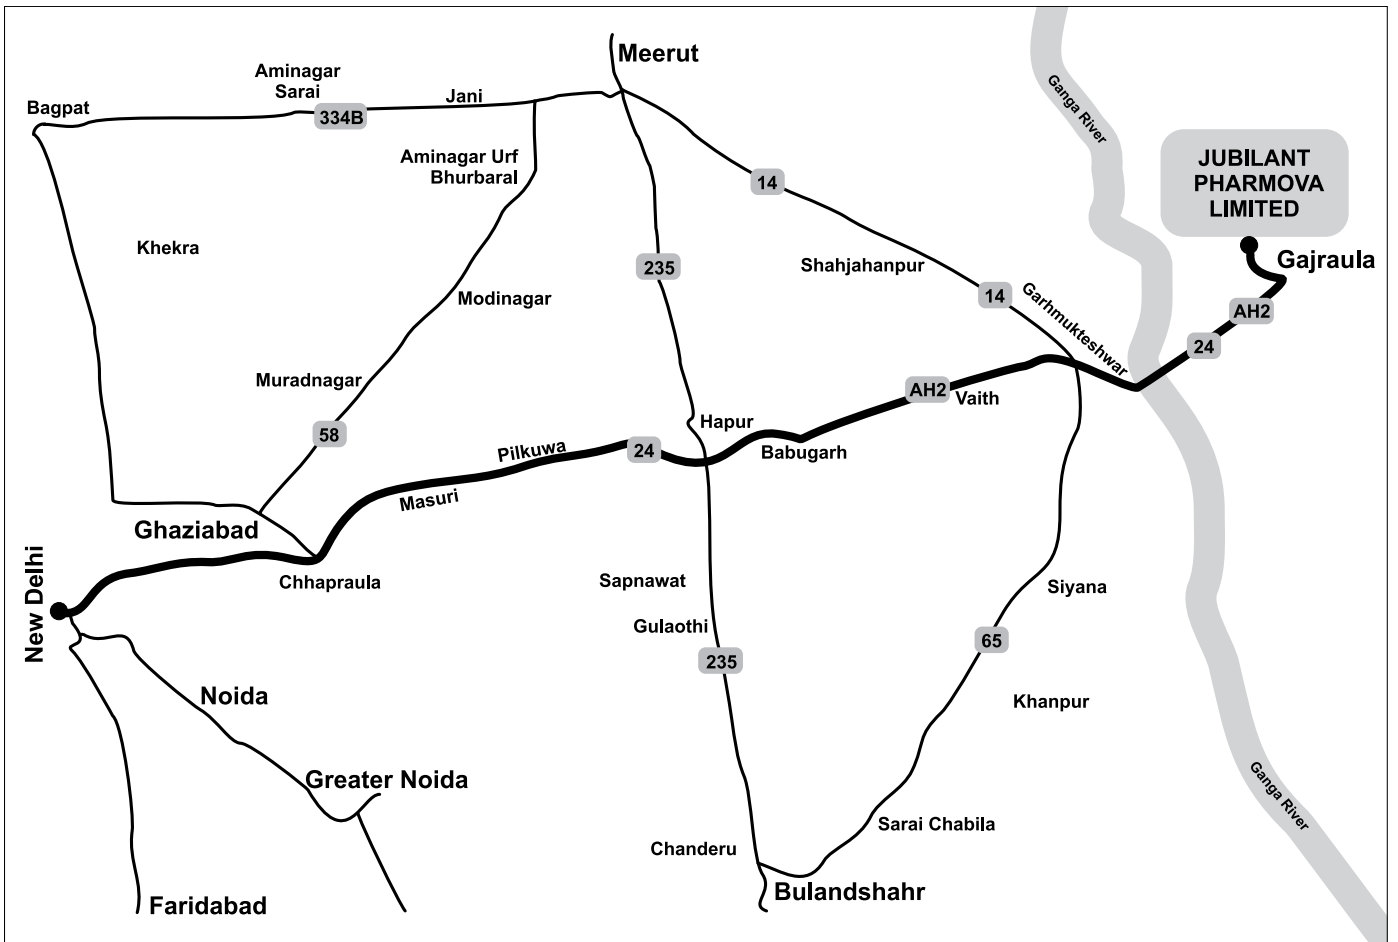 Meerut
Aminagar
Sarai
Jani
Bagpat
334B
Ganga River
Aminagar Urf
Bhurbaral
14
JUBILANT
PHARMOVA
LIMITED
Khekra
235
Shahjahanpur
Gajraula
Modinagar
14
Garhmukteshwar
AH2
24
Muradnagar
AH2
Vaith
58
Hapur
Pilkuwa
24
Babugarh
Masuri
Ghaziabad
New Delhi
Chhapraula
Sapnawat
Siyana
Gulaothi
65
235
Noida
Khanpur
Greater Noida
Ganga River
Sarai Chabila
Chanderu
Bulandshahr
Faridabad